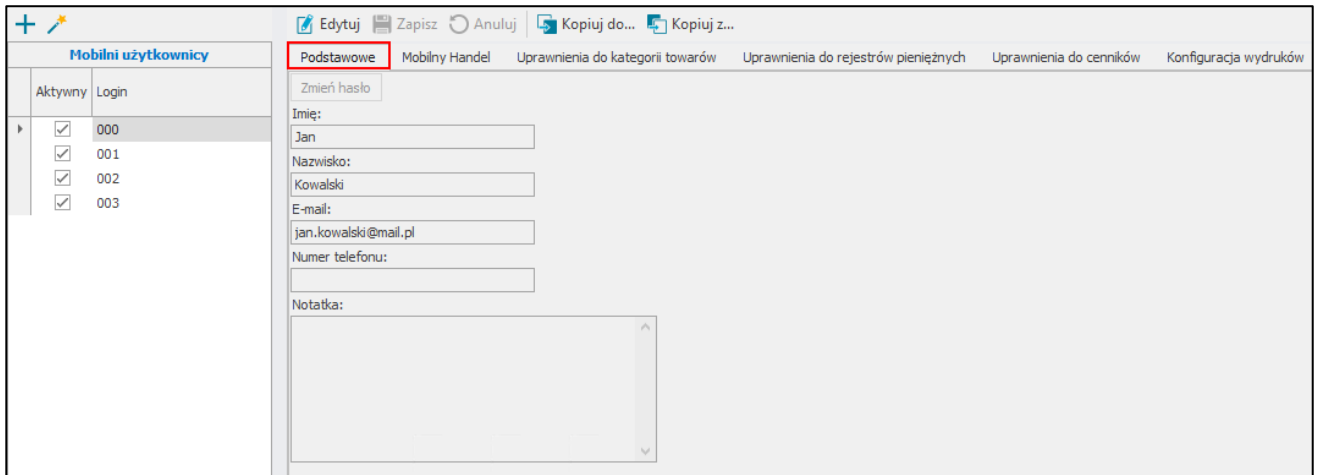 Edytuj Zapisz Anuluj Kopiuj do... Kopiuj z...
Mobilni użytkownicy
Aktywny Login
000
001
002
003
Podstawowe Mobilny Handel Uprawnienia do kategorii towarów Uprawnienia do rejestrów pieniężnych Uprawnienia do cenników Konfiguracja wydruków
Zmień hasło
Imię:
Jan
Nazwisko:
Kowalski
E-mail:
jan.kowalski@mail.pl
Numer telefonu:
Notatka: